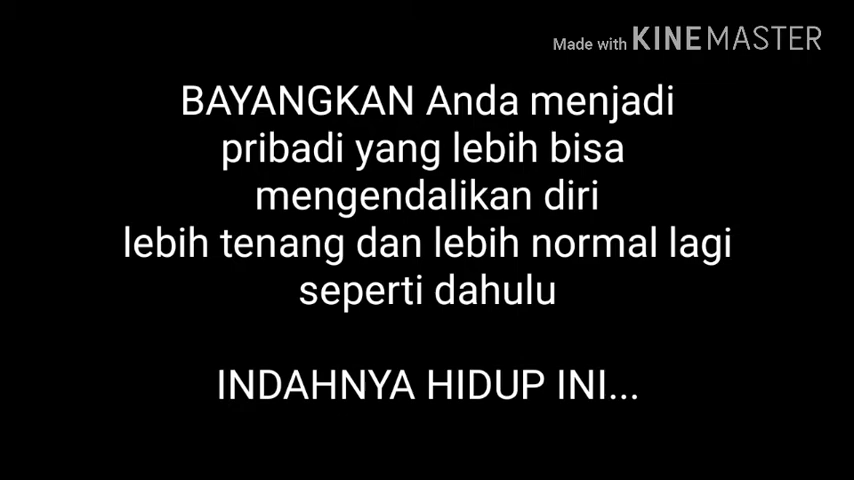 Made with KINEMASTER
BAYANGKAN Anda menjadi
pribadi yang lebih bisa
mengendalikan diri
lebih tenang dan lebih normal lagi
seperti dahulu
INDAHNYA HIDUP INI...